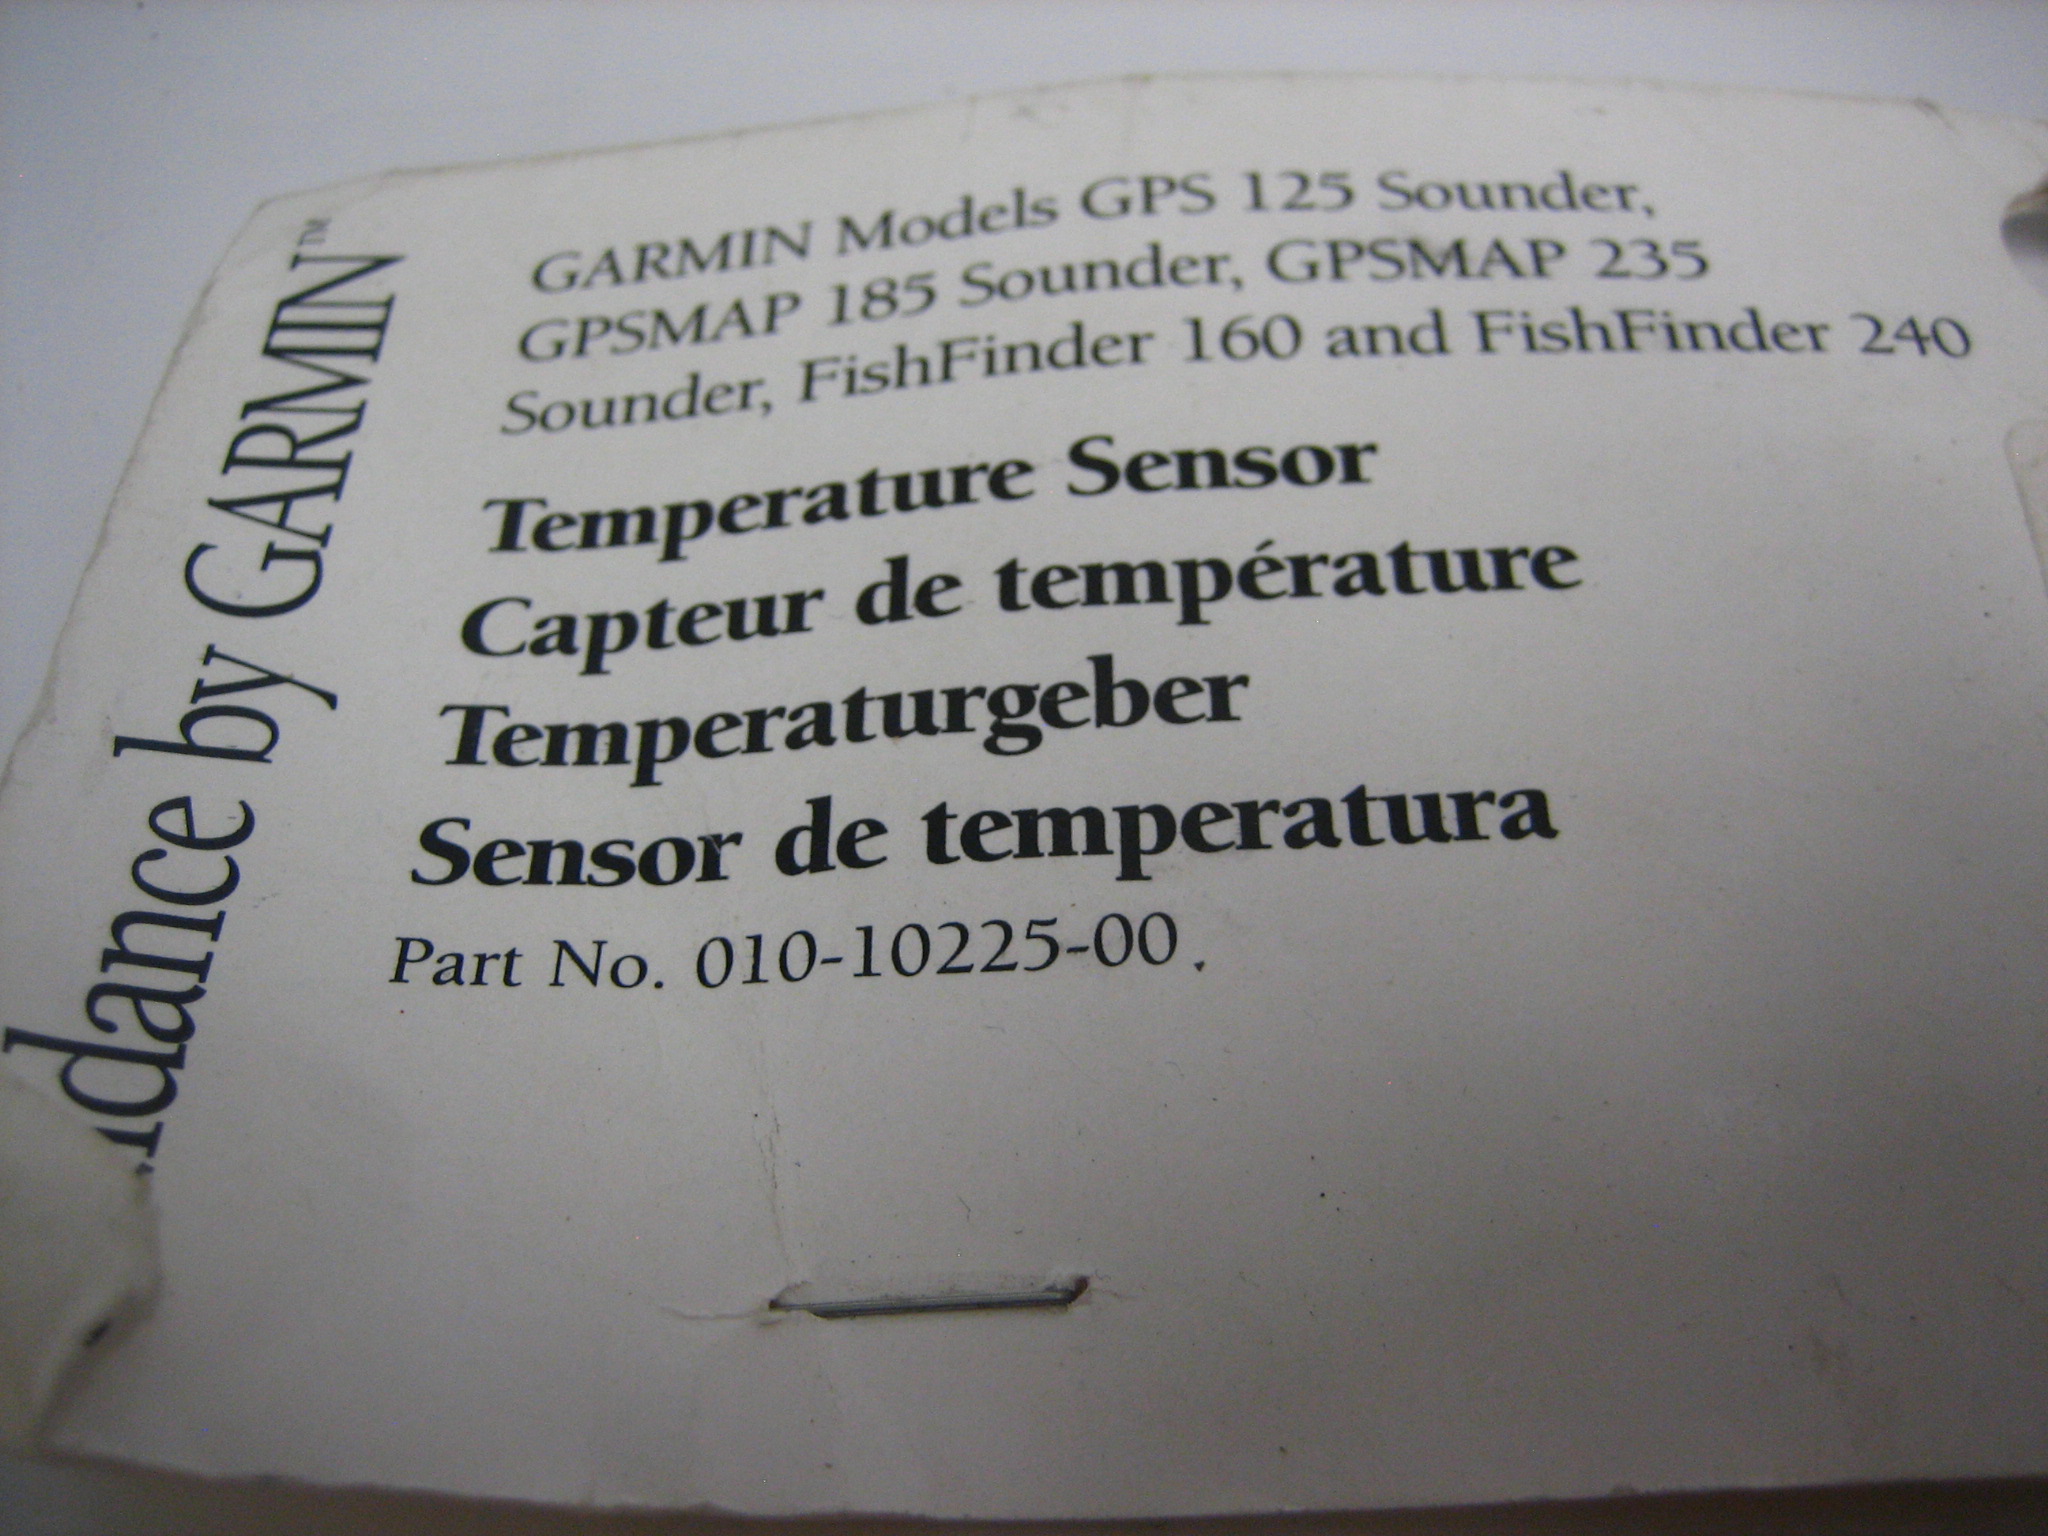 GARMIN Models GPS 125 Sounder,
GPSMAP 185 Sounder, GPSMAP 235
Sounder, FishFinder 160 and FishFinder 240
Temperature Sensor
Capteur de température
Temperaturgeber
Sensor de temperatura
Part No. 010-10225-00
by GARMIN™